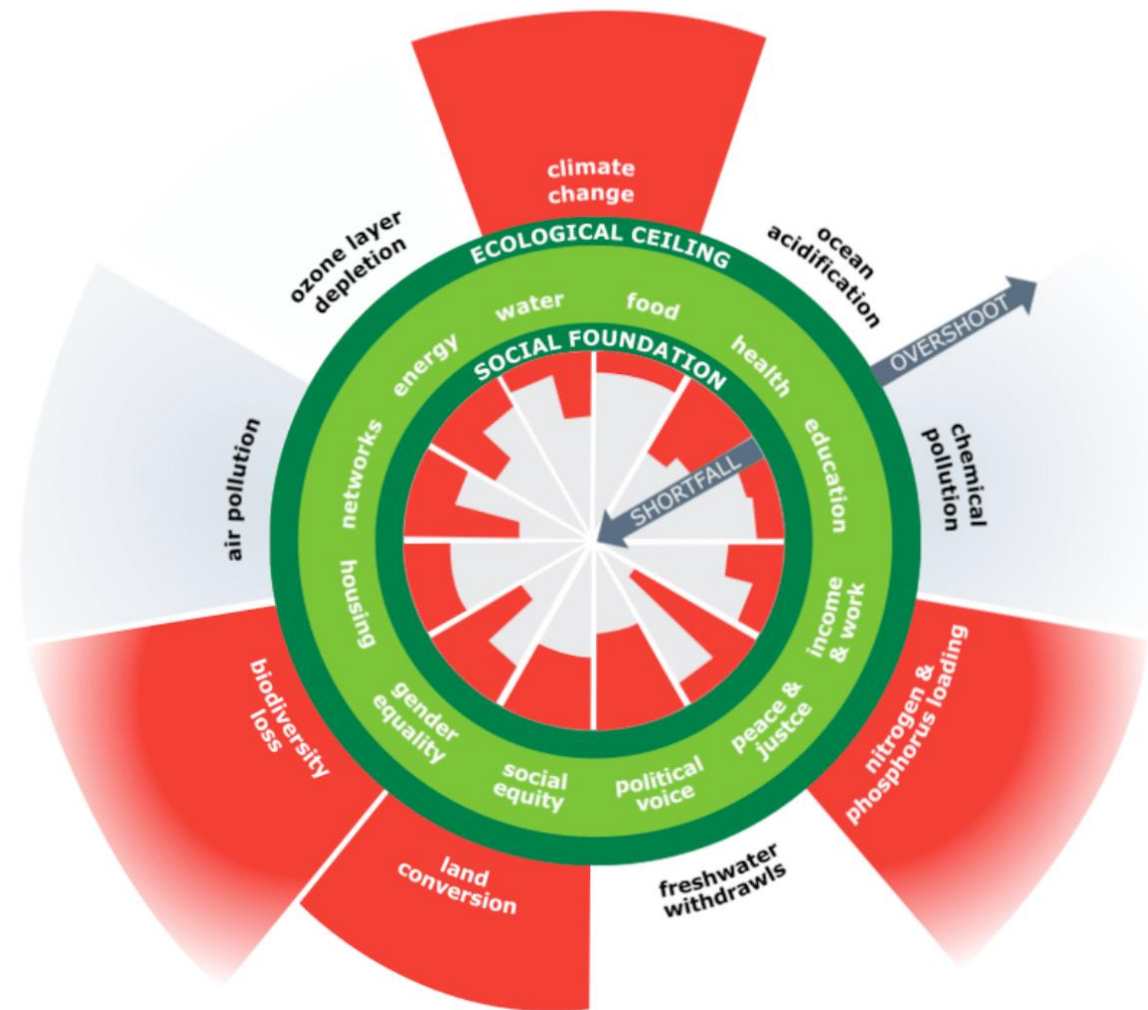 climate
change
ocean
acidification
OVERSHOOT
chemical
pollution
nitrogen &
phosphorus loading
freshwater
withdrawls
land
conversion
biodiversity
loss
air pollution
ozone layer
depletion
ECOLOGICAL CEILING
water
food
health
education
income
& work
peace &
justce
political
voice
social
equity
gender
equality
housing
networks
energy
SOCIAL FOUNDATION
SHORTFALL